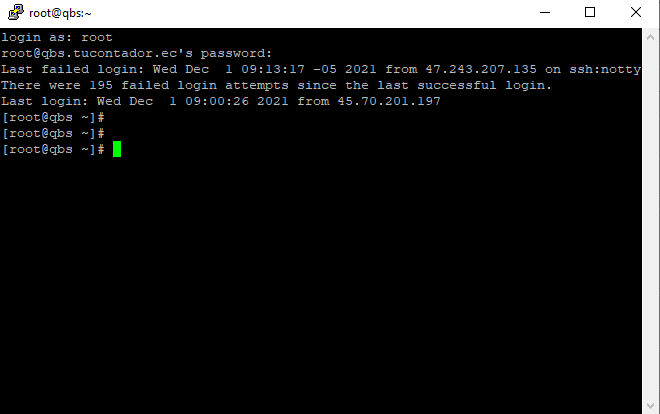 root@qbs:~
login as: root
root@qbs.tucontador.ec's password:
Last failed login: Wed Dec  1 09:13:17 -05 2021 from 47.243.207.135 on ssh:notty
There were 195 failed login attempts since the last successful login.
Last login: Wed Dec  1 09:00:26 2021 from 45.70.201.197
[root@qbs ~]#
[root@qbs ~]#
[root@qbs ~]#